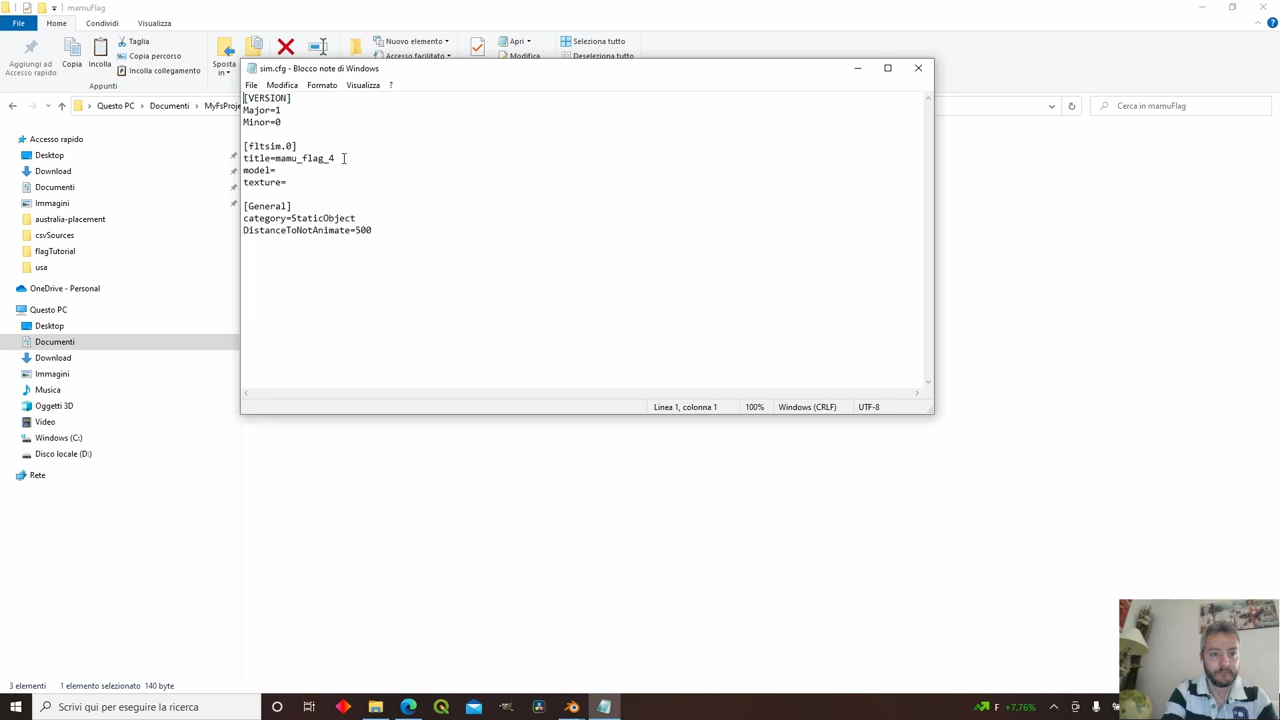 mamuFlag
File
Home
Condividi
Visualizza
Aggiungi ad
Accesso rapido
Copia
Incolla
Taglia
Copia percorso
Incolla collegamento
Appunti
Sposta
in
Nuovo elemento
Accesso facilitato
Apri
Modifica
Seleziona tutto
Deseleziona tutto
Questo PC
Documenti
MyFsProje
Cerca in mamuFlag
sim.cfg - Blocco note di Windows
File Modifica Formato Visualizza ?
[VERSION]
Major=1
Minor=0
[fltsim.0]
title=mamu_flag_4
model=
texture=
[General]
category=StaticObject
DistanceToNotAnimate=500
Linea 1, colonna 1
100%
Windows (CRLF)
UTF-8
Accesso rapido
Desktop
Download
Documenti
Immagini
australia-placement
csvSources
flagTutorial
usa
OneDrive - Personal
Questo PC
Desktop
Documenti
Download
Immagini
Musica
Oggetti 3D
Video
Windows (C:)
Disco locale (D:)
Rete
3 elementi
1 elemento selezionato 140 byte
Scrivi qui per eseguire la ricerca
F +7,76%